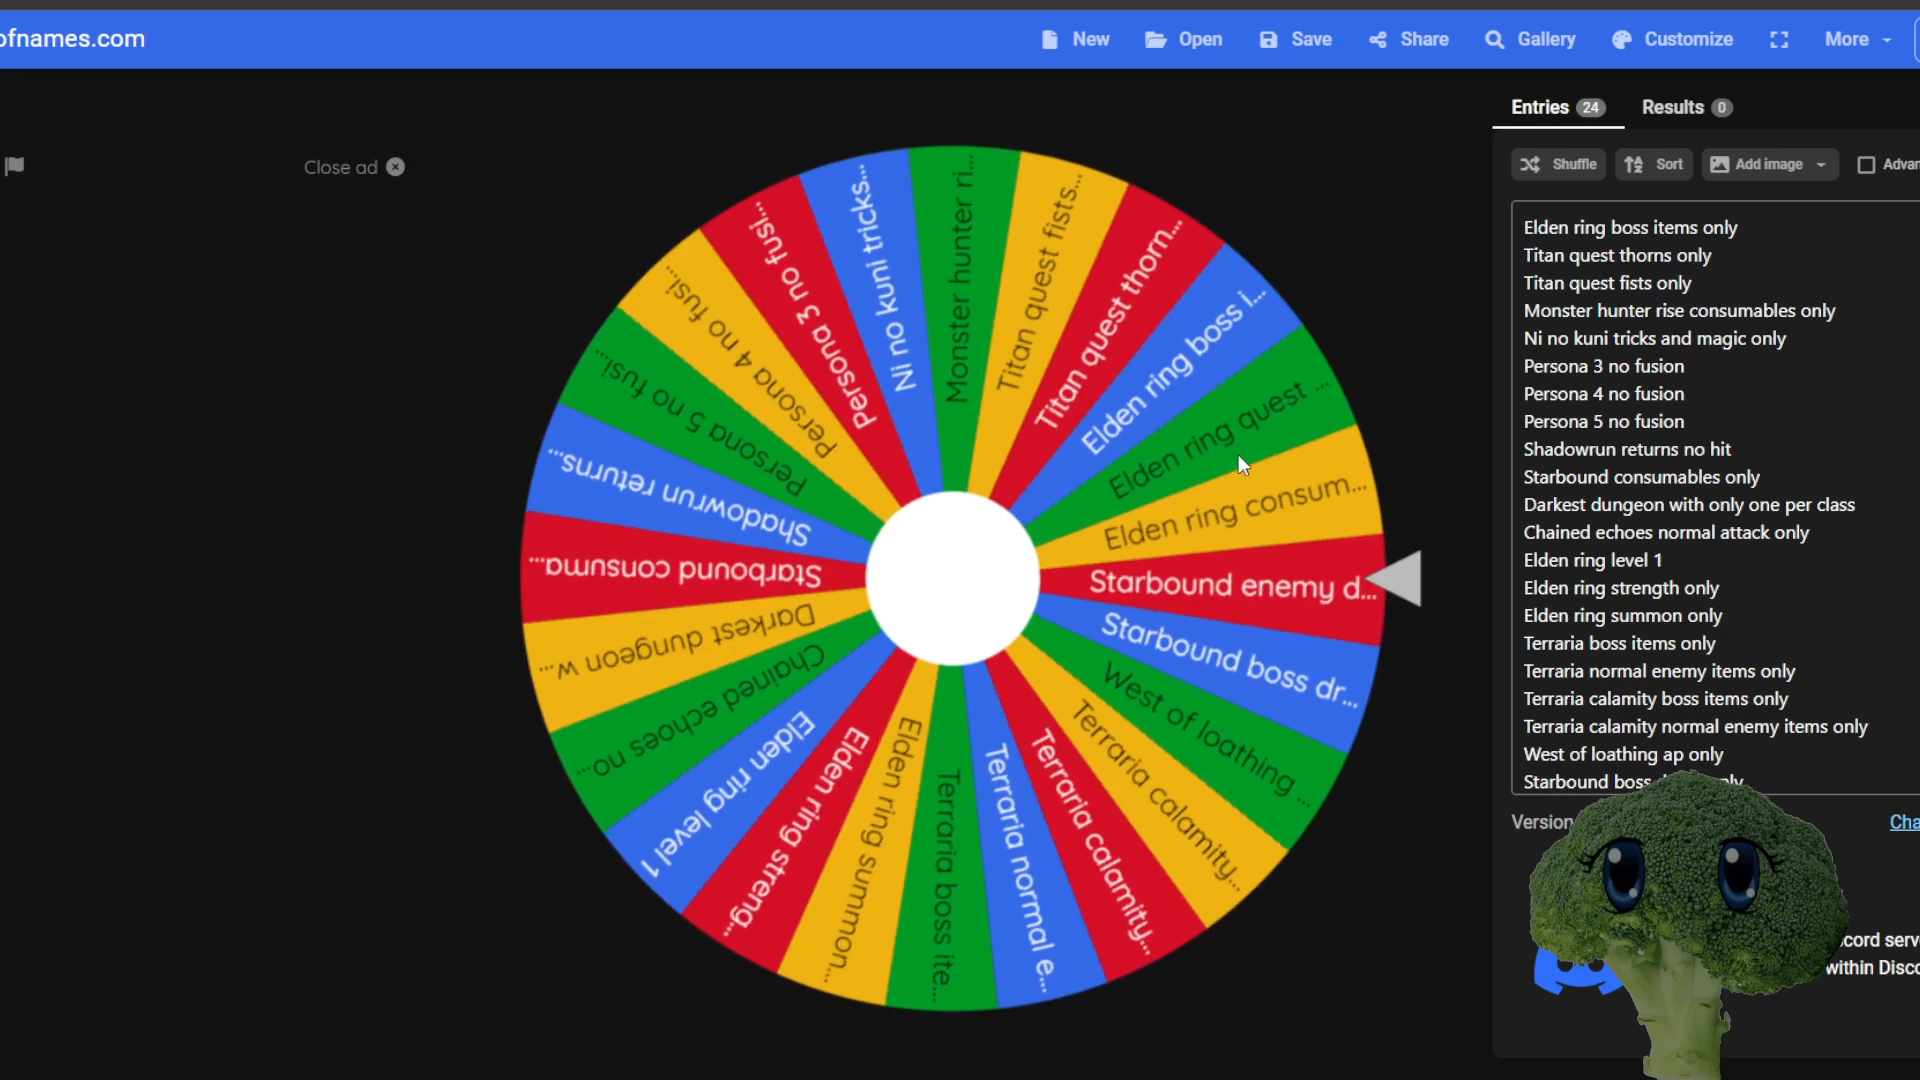 ofnames.com
New
Open
Save
Share
Gallery
Customize
More
Close ad
Entries 24
Results 0
Shuffle
Sort
Add image
Elden ring boss items only
Titan quest thorns only
Titan quest fists only
Monster hunter rise consumables only
Ni no kuni tricks and magic only
Persona 3 no fusion
Persona 4 no fusion
Persona 5 no fusion
Shadowrun returns no hit
Starbound consumables only
Darkest dungeon with only one per class
Chained echoes normal attack only
Elden ring level 1
Elden ring strength only
Elden ring summon only
Terraria boss items only
Terraria normal enemy items only
Terraria calamity boss items only
Terraria calamity normal enemy items only
West of loathing ap only
Starbound boss
Version
within
Monster hunter ri...
Titan quest fists...
Titan quest thorn...
Elden ring boss i...
Elden ring quest ...
Elden ring consum...
Starbound enemy d...
Starbound boss dr...
West of loathing ...
Terraria calamity...
Terraria calamity...
Terraria normal e...
Terraria boss ite...
Elden ring summon...
Elden ring streng...
Elden ring level 1
Chained echoes no...
Darkest dungeon w...
Starbound consuma...
Shadowrun returns...
Persona 5 no fusi...
Persona 4 no fusi...
Persona 3 no fusi...
Ni no kuni tricks...